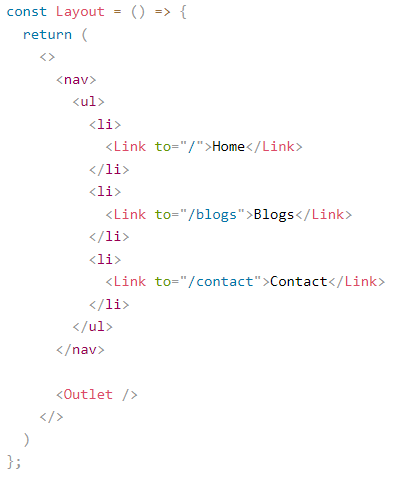 const Layout = () => {
  return (
    <>
      <nav>
        <ul>
          <li>
            <Link to="/">Home</Link>
          </li>
          <li>
            <Link to="/blogs">Blogs</Link>
          </li>
          <li>
            <Link to="/contact">Contact</Link>
          </li>
        </ul>
      </nav>

      <Outlet />
    </>
  )
};